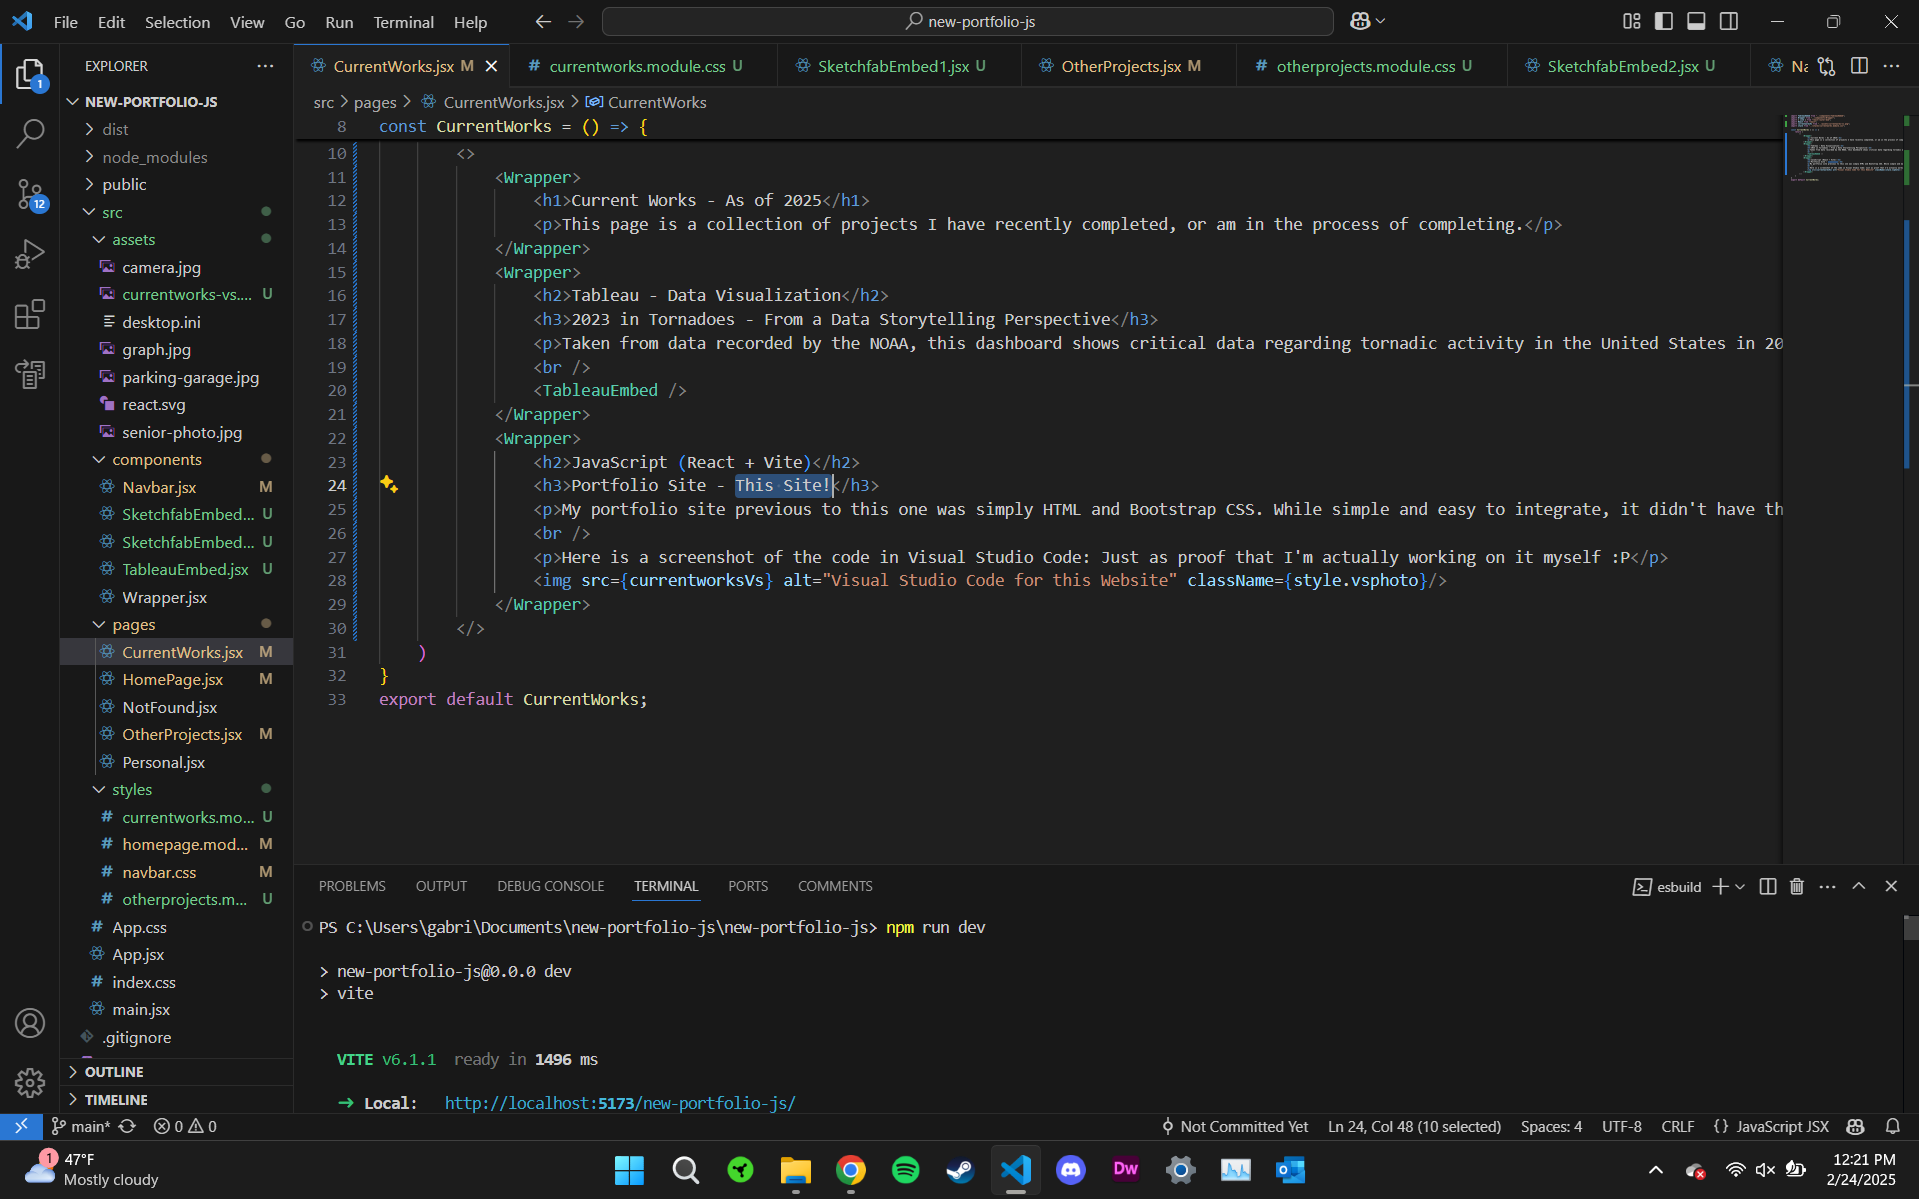 File Edit Selection View Go Run Terminal Help
new-portfolio-js
EXPLORER
NEW-PORTFOLIO-JS
dist
node_modules
public
src
assets
camera.jpg
currentworks-vs.... U
desktop.ini
graph.jpg
parking-garage.jpg
react.svg
senior-photo.jpg
components
Navbar.jsx M
SketchfabEmbed... U
SketchfabEmbed... U
TableauEmbed.jsx U
Wrapper.jsx
pages
CurrentWorks.jsx M
HomePage.jsx M
NotFound.jsx
OtherProjects.jsx M
Personal.jsx
styles
currentworks.mo... U
homepage.mod... M
navbar.css M
otherprojects.m... U
App.css
App.jsx
index.css
main.jsx
.gitignore
OUTLINE
TIMELINE
1
12
CurrentWorks.jsx M
currentworks.module.css U
SketchfabEmbed1.jsx U
OtherProjects.jsx M
otherprojects.module.css U
SketchfabEmbed2.jsx U
Na
src > pages > CurrentWorks.jsx > CurrentWorks
8 const CurrentWorks = () => {
10 <>
11 <Wrapper>
12 <h1>Current Works - As of 2025</h1>
13 <p>This page is a collection of projects I have recently completed, or am in the process of completing.</p>
14 </Wrapper>
15 <Wrapper>
16 <h2>Tableau - Data Visualization</h2>
17 <h3>2023 in Tornadoes - From a Data Storytelling Perspective</h3>
18 <p>Taken from data recorded by the NOAA, this dashboard shows critical data regarding tornadic activity in the United States in 20
19 <br />
20 <TableauEmbed />
21 </Wrapper>
22 <Wrapper>
23 <h2>JavaScript (React + Vite)</h2>
24 <h3>Portfolio Site - This Site!</h3>
25 <p>My portfolio site previous to this one was simply HTML and Bootstrap CSS. While simple and easy to integrate, it didn't have th
26 <br />
27 <p>Here is a screenshot of the code in Visual Studio Code: Just as proof that I'm actually working on it myself :P</p>
28 <img src={currentworksVs} alt="Visual Studio Code for this Website" className={style.vsphoto}/>
29 </Wrapper>
30 </>
31 )
32 }
33 export default CurrentWorks;
PROBLEMS OUTPUT DEBUG CONSOLE TERMINAL PORTS COMMENTS
esbuild
PS C:\Users\gabri\Documents\new-portfolio-js\new-portfolio-js> npm run dev
> new-portfolio-js@0.0.0 dev
> vite
VITE v6.1.1 ready in 1496 ms
➜ Local: http://localhost:5173/new-portfolio-js/
main* 0 0
Not Committed Yet Ln 24, Col 48 (10 selected) Spaces: 4 UTF-8 CRLF {} JavaScript JSX
1
47°F
Mostly cloudy
Dw
12:21 PM
2/24/2025